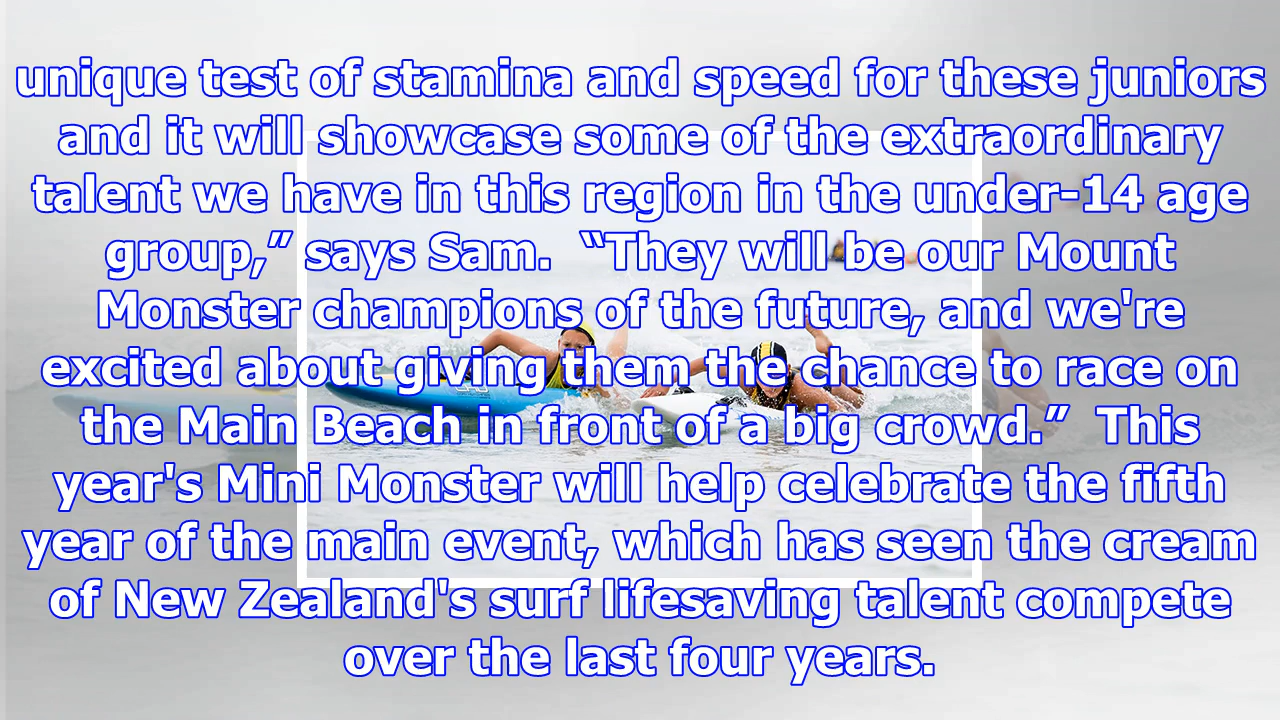 unique test of stamina and speed for these juniors
and it will showcase some of the extraordinary
talent we have in this region in the under-14 age
group,” says Sam.   “They will be our Mount
Monster champions of the future, and we're
excited about giving them the chance to race on
the Main Beach in front of a big crowd.”  This
year's Mini Monster will help celebrate the fifth
year of the main event, which has seen the cream
of New Zealand's surf lifesaving talent compete
over the last four years.